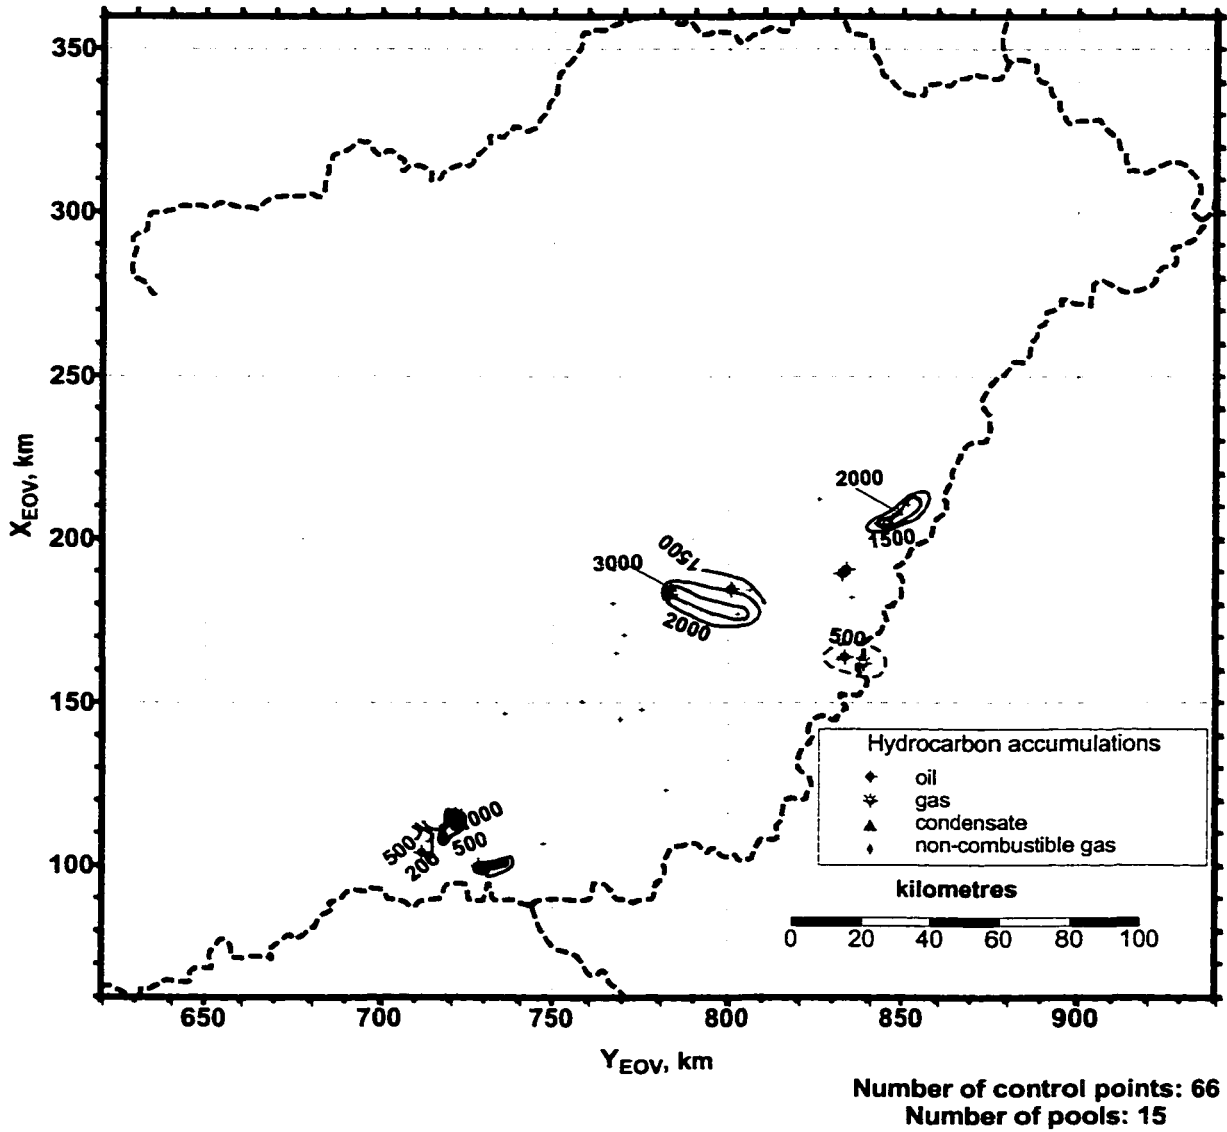 350
300
250
200
150
100
X EOV, km
2000
1500
1500
3000
2000
500
Hydrocarbon accumulations
oil
gas
condensate
non-combustible gas
500
200
500
kilometres
0 20 40 60 80 100
650 700 750 800 850 900
Y EOV, km
Number of control points: 66
Number of pools: 15